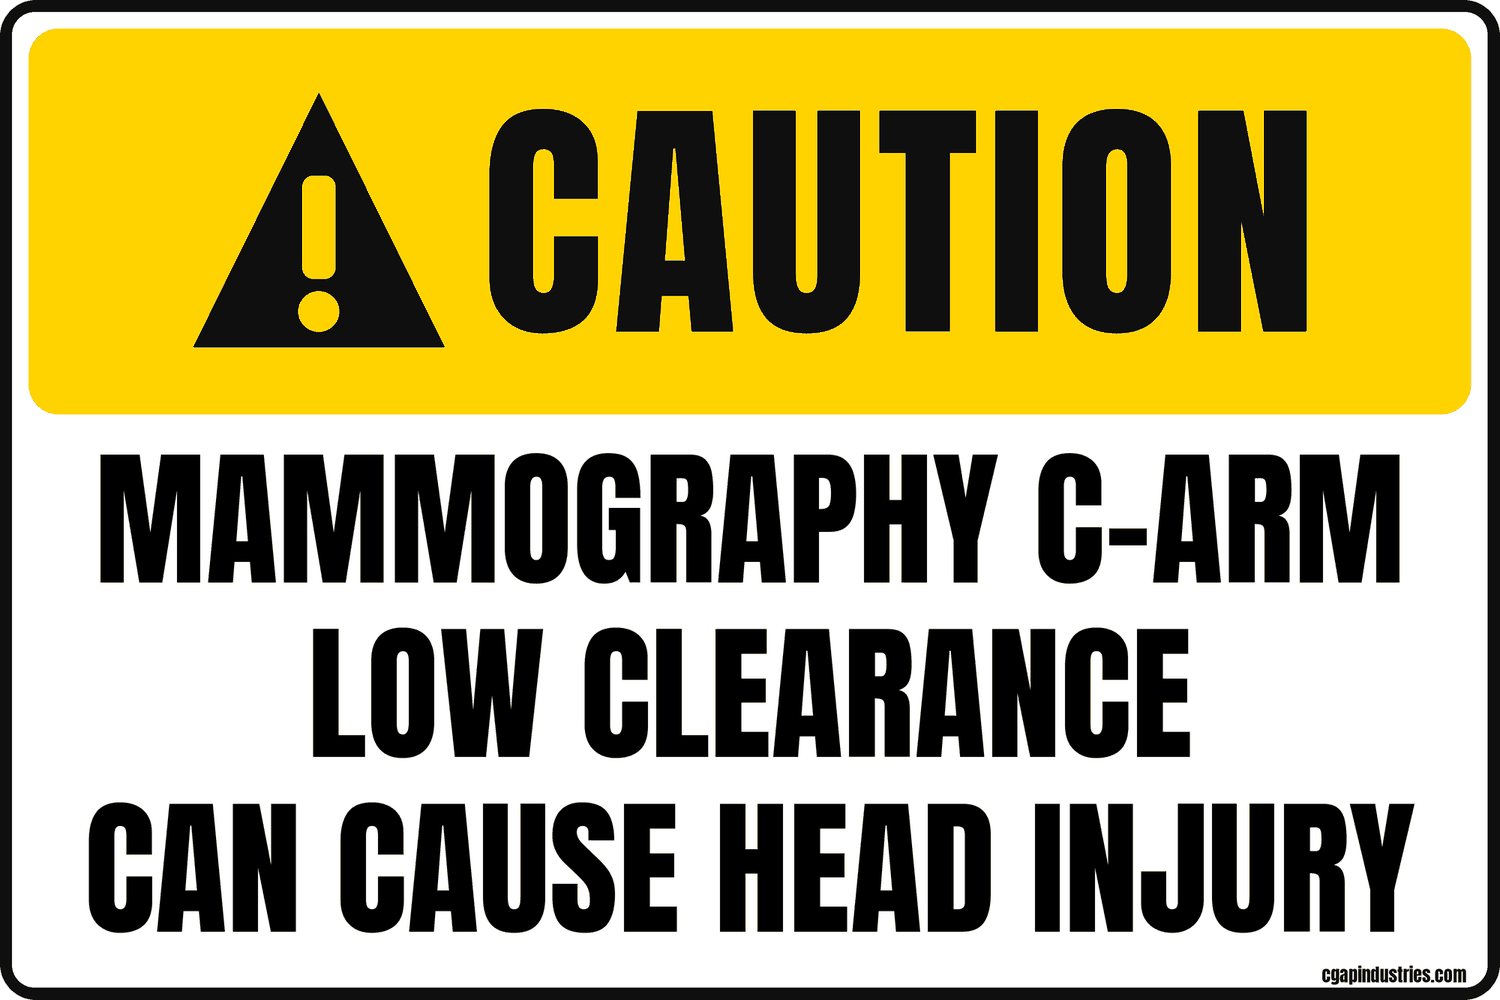 CAUTION
MAMMOGRAPHY C-ARM
LOW CLEARANCE
CAN CAUSE HEAD INJURY
cgapindustries.com